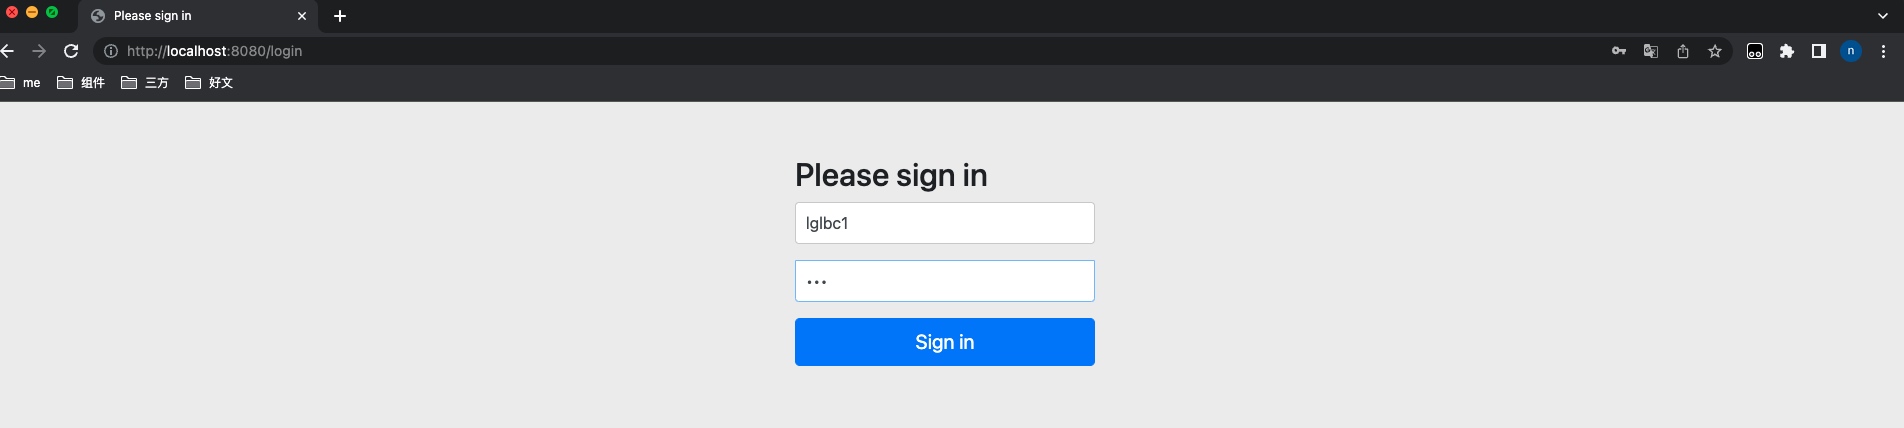 Please sign in
http://localhost:8080/login
n
me 组件 三方 好文
Please sign in
lglbc1
•••
Sign in